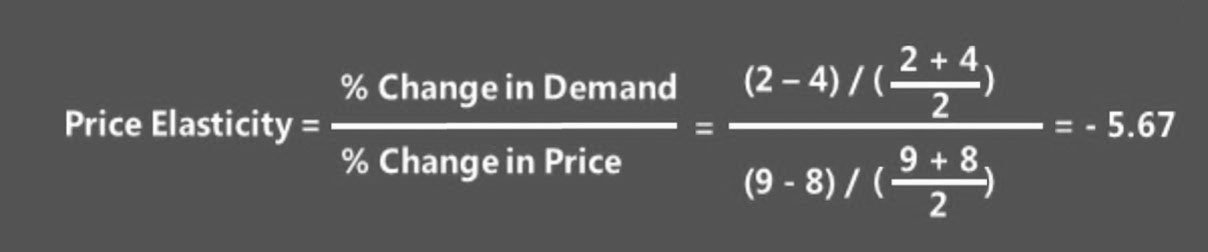 Price Elasticity = % Change in Demand / % Change in Price = (2 – 4) / ( 2 + 4 / 2 ) / (9 - 8) / ( 9 + 8 / 2 ) = - 5.67